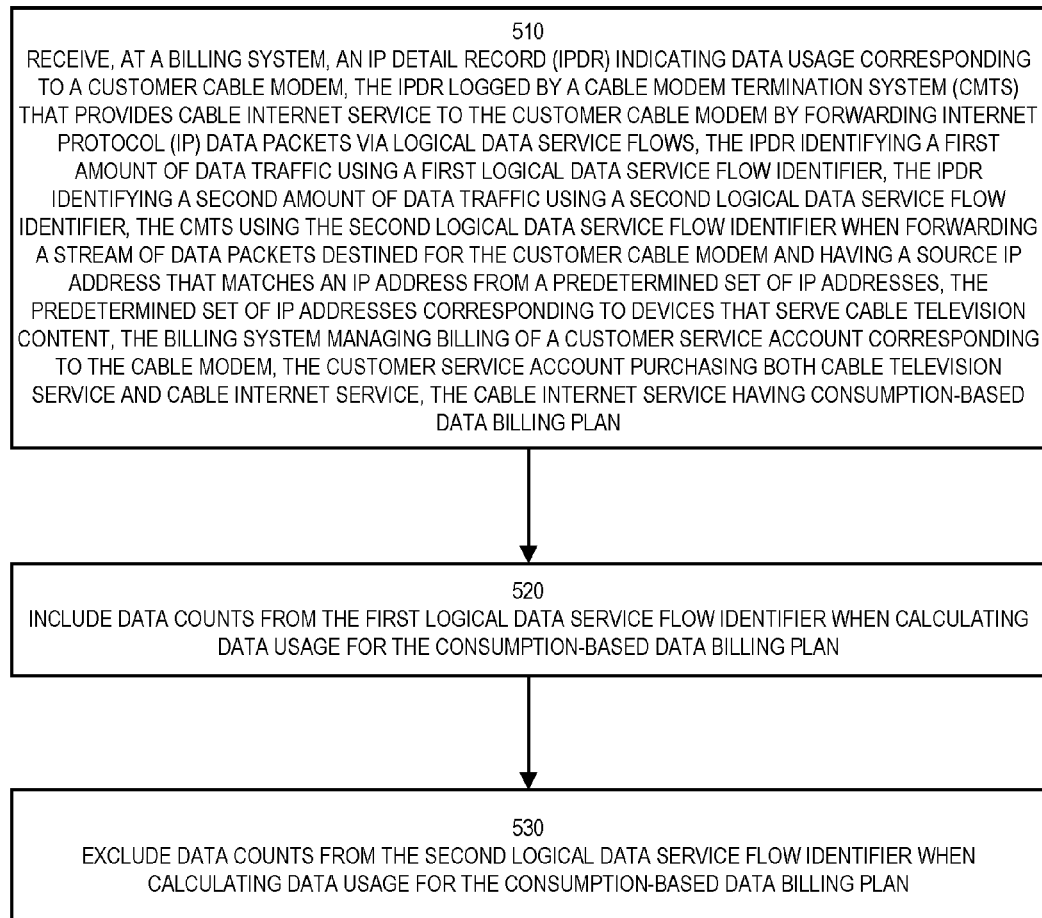 510
RECEIVE, AT A BILLING SYSTEM, AN IP DETAIL RECORD (IPDR) INDICATING DATA USAGE CORRESPONDING
TO A CUSTOMER CABLE MODEM, THE IPDR LOGGED BY A CABLE MODEM TERMINATION SYSTEM (CMTS)
THAT PROVIDES CABLE INTERNET SERVICE TO THE CUSTOMER CABLE MODEM BY FORWARDING INTERNET
PROTOCOL (IP) DATA PACKETS VIA LOGICAL DATA SERVICE FLOWS, THE IPDR IDENTIFYING A FIRST
AMOUNT OF DATA TRAFFIC USING A FIRST LOGICAL DATA SERVICE FLOW IDENTIFIER, THE IPDR
IDENTIFYING A SECOND AMOUNT OF DATA TRAFFIC USING A SECOND LOGICAL DATA SERVICE FLOW
IDENTIFIER, THE CMTS USING THE SECOND LOGICAL DATA SERVICE FLOW IDENTIFIER WHEN FORWARDING
A STREAM OF DATA PACKETS DESTINED FOR THE CUSTOMER CABLE MODEM AND HAVING A SOURCE IP
ADDRESS THAT MATCHES AN IP ADDRESS FROM A PREDETERMINED SET OF IP ADDRESSES, THE
PREDETERMINED SET OF IP ADDRESSES CORRESPONDING TO DEVICES THAT SERVE CABLE TELEVISION
CONTENT, THE BILLING SYSTEM MANAGING BILLING OF A CUSTOMER SERVICE ACCOUNT CORRESPONDING
TO THE CABLE MODEM, THE CUSTOMER SERVICE ACCOUNT PURCHASING BOTH CABLE TELEVISION
SERVICE AND CABLE INTERNET SERVICE, THE CABLE INTERNET SERVICE HAVING CONSUMPTION-BASED
DATA BILLING PLAN
520
INCLUDE DATA COUNTS FROM THE FIRST LOGICAL DATA SERVICE FLOW IDENTIFIER WHEN CALCULATING
DATA USAGE FOR THE CONSUMPTION-BASED DATA BILLING PLAN
530
EXCLUDE DATA COUNTS FROM THE SECOND LOGICAL DATA SERVICE FLOW IDENTIFIER WHEN
CALCULATING DATA USAGE FOR THE CONSUMPTION-BASED DATA BILLING PLAN